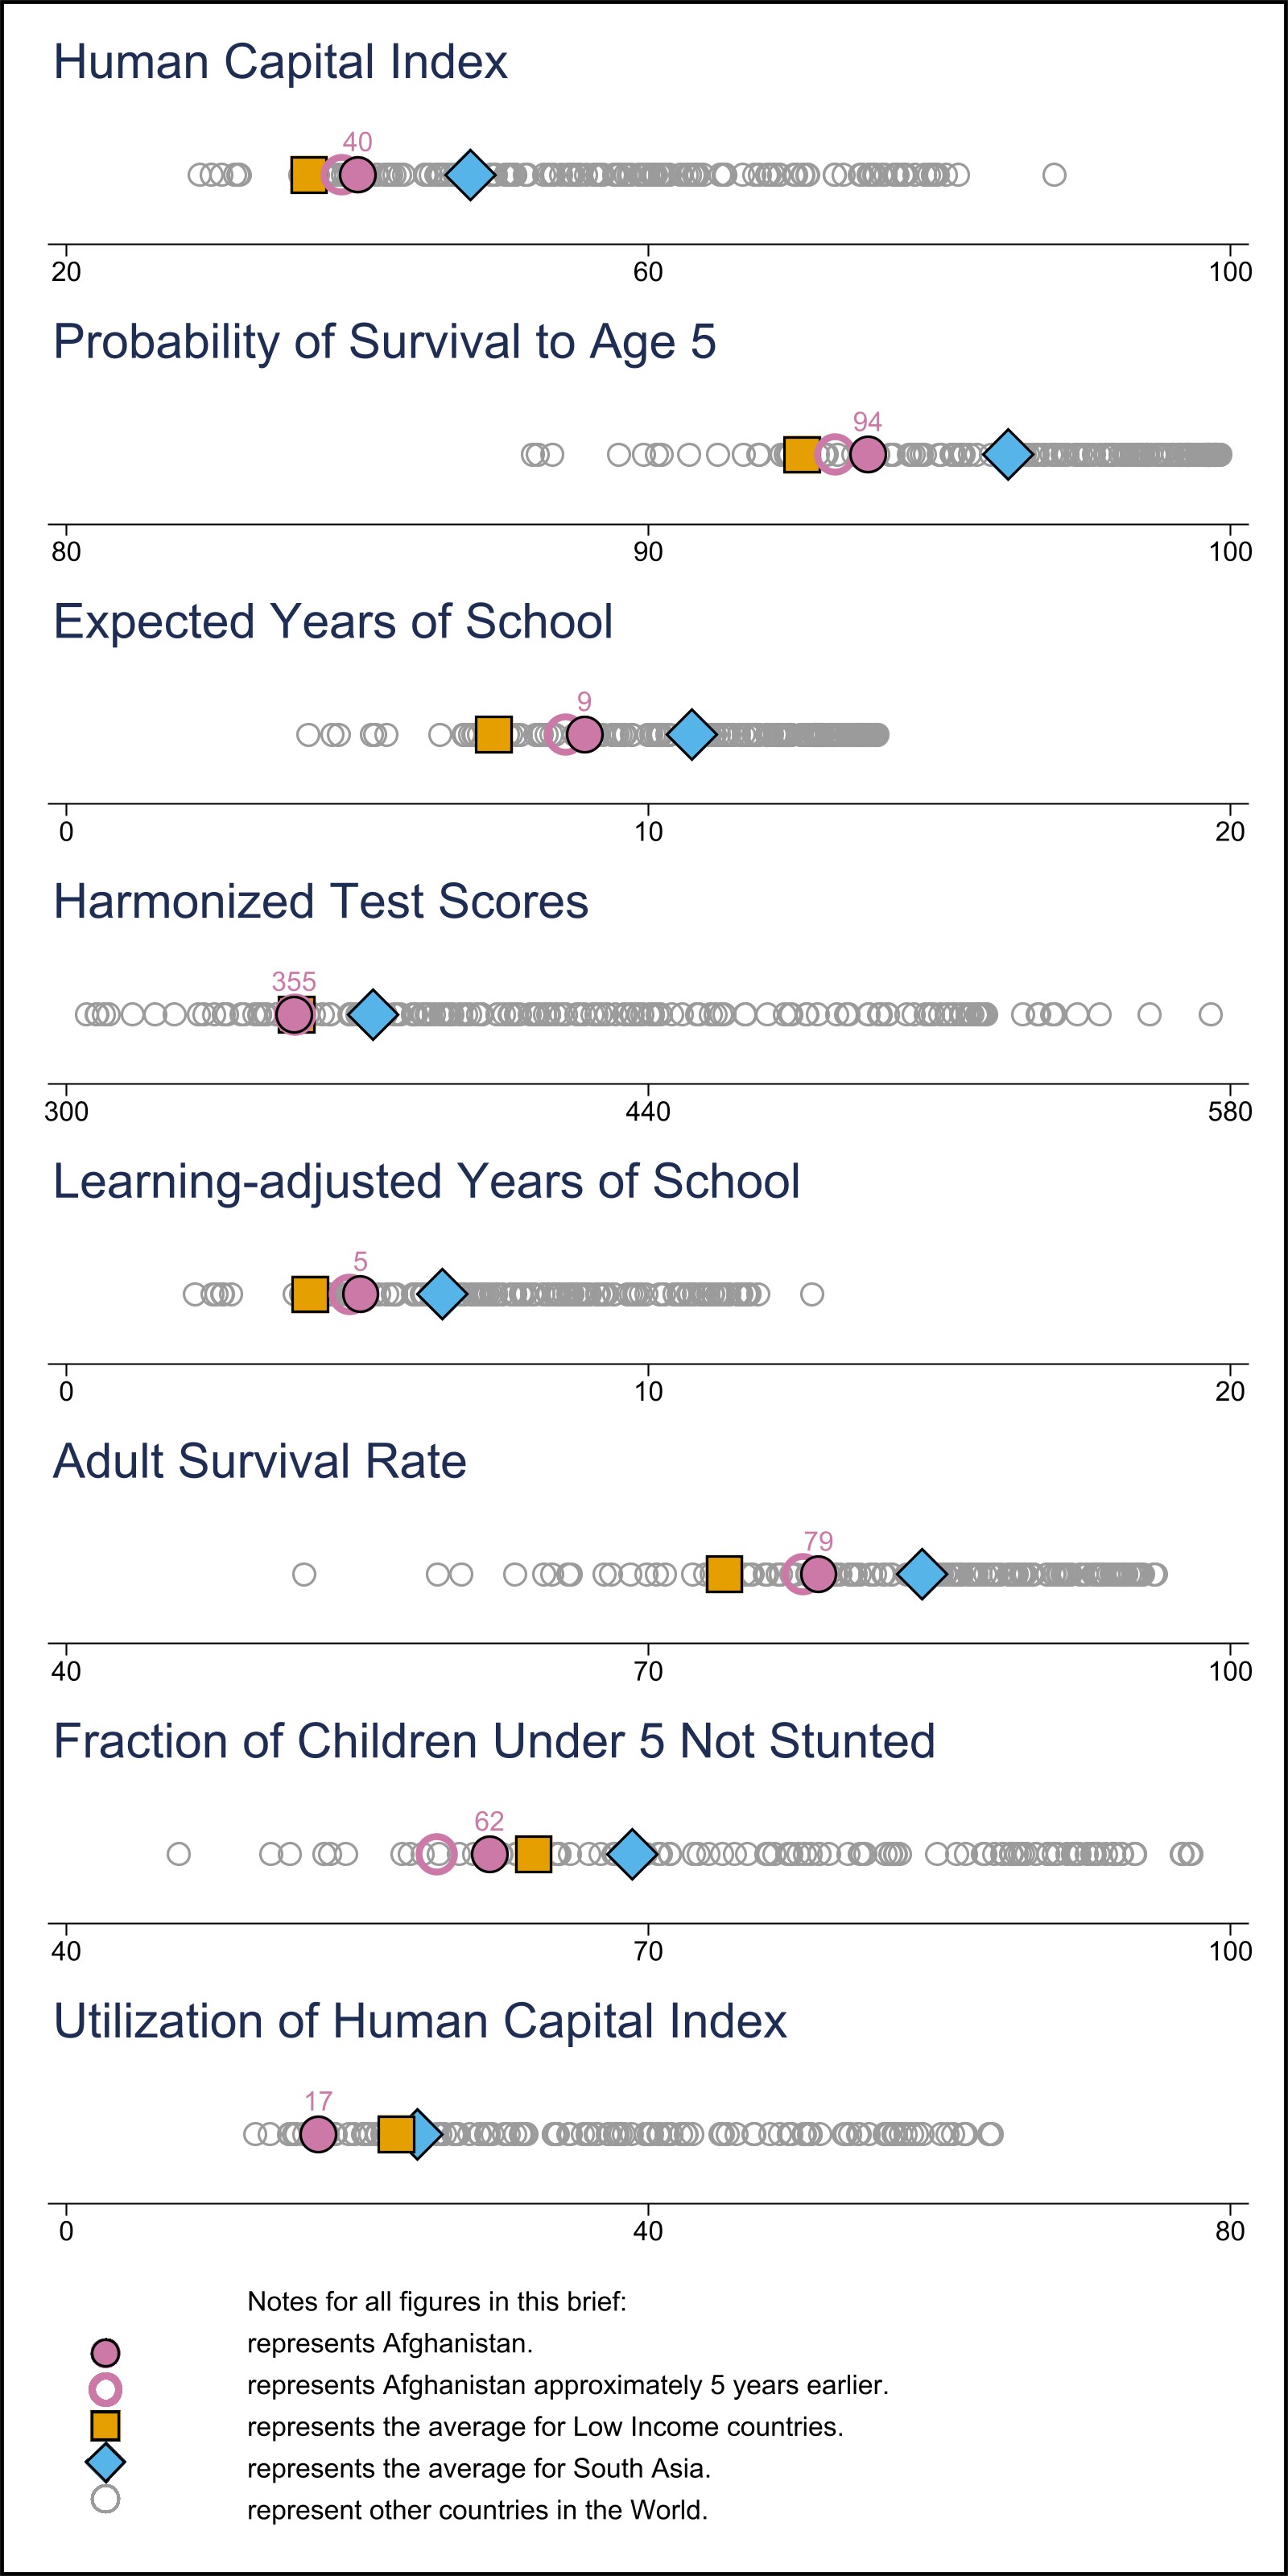 Human Capital Index
40
20 60 100
Probability of Survival to Age 5
94
80 90 100
Expected Years of School
9
0 10 20
Harmonized Test Scores
355
300 440 580
Learning-adjusted Years of School
5
0 10 20
Adult Survival Rate
79
40 70 100
Fraction of Children Under 5 Not Stunted
62
40 70 100
Utilization of Human Capital Index
17
0 40 80
Notes for all figures in this brief:
represents Afghanistan.
represents Afghanistan approximately 5 years earlier.
represents the average for Low Income countries.
represents the average for South Asia.
represent other countries in the World.